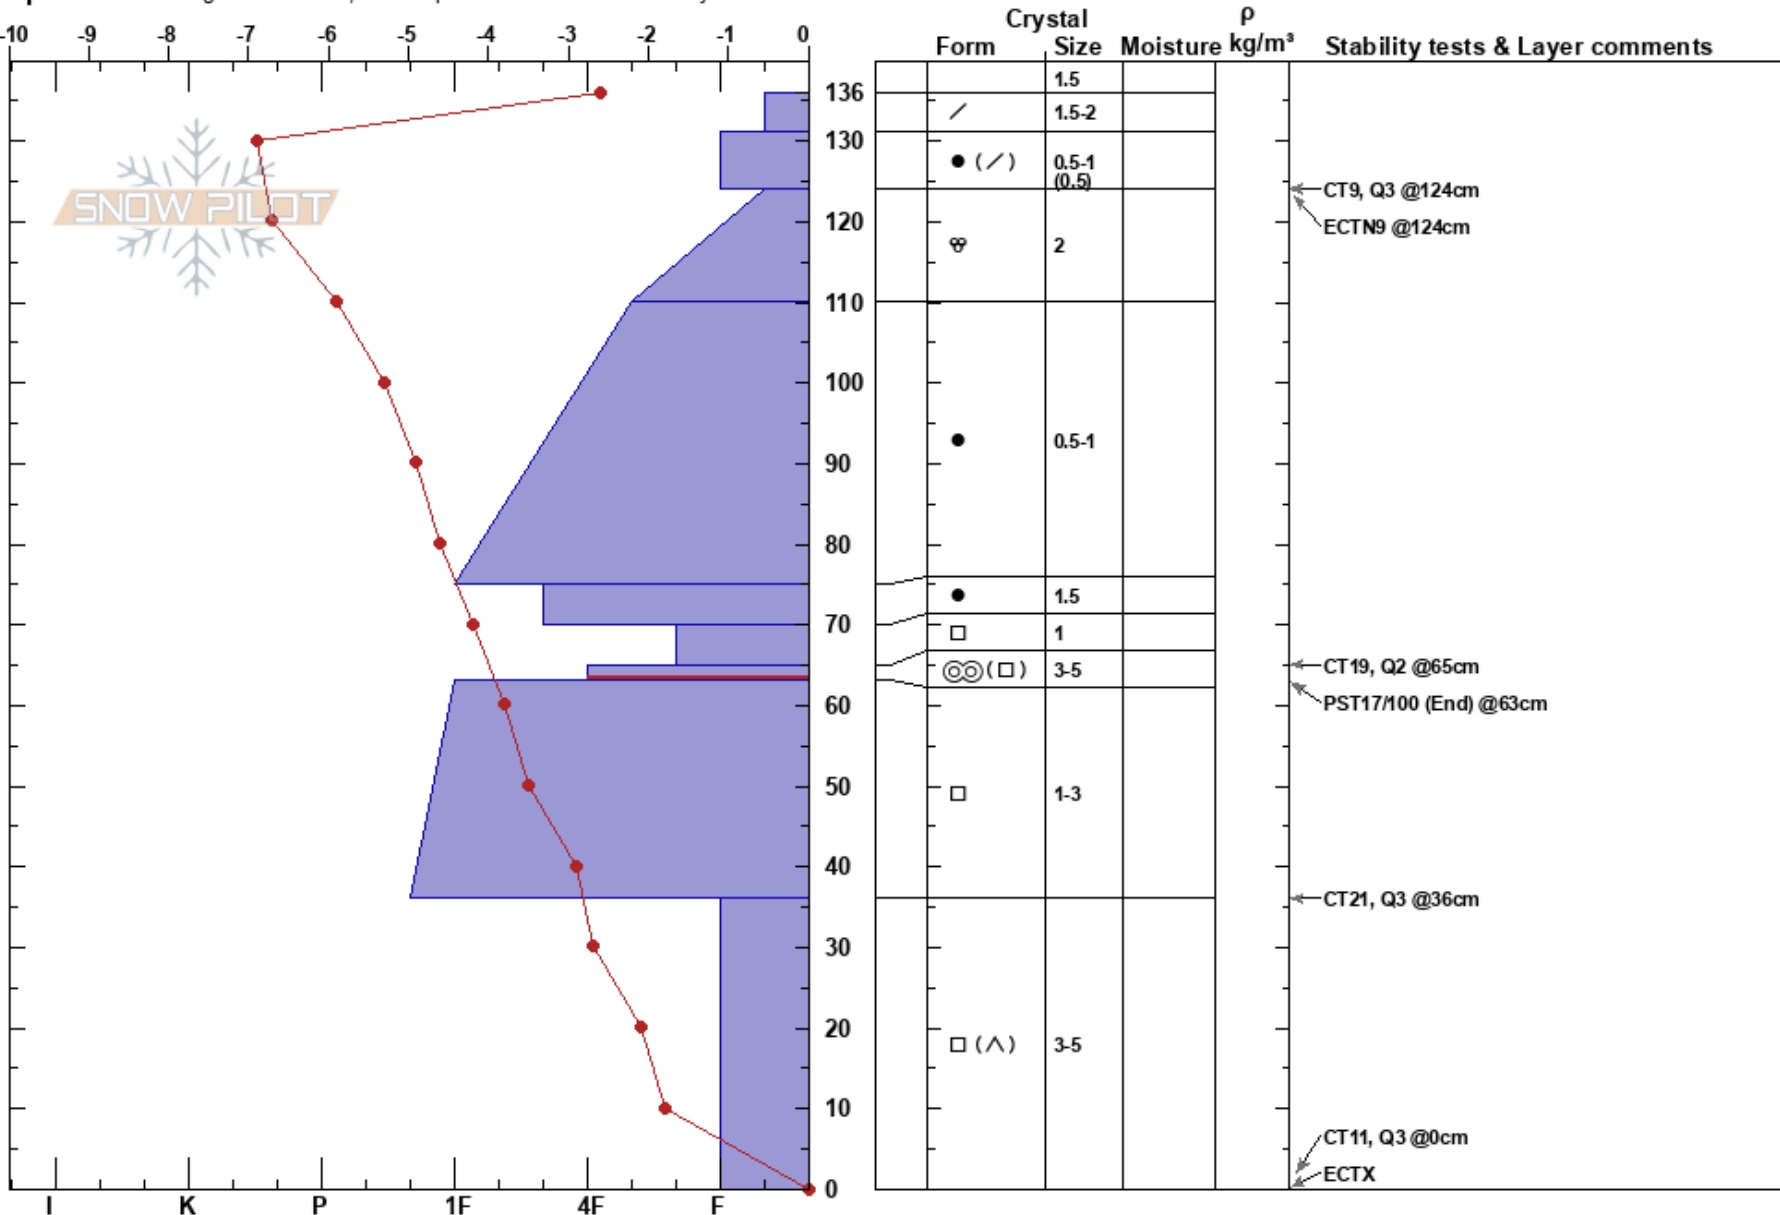 Crystal ρ
Form Size Moisture kg/m³ Stability tests & Layer comments
-10 -9 -8 -7 -6 -5 -4 -3 -2 -1 0
1.5
136
1.5-2
130
0.5-1
(0.5)
CT9, Q3 @124cm
SNOW PILOT
120
ECTN9 @124cm
2
110
100
0.5-1
90
80
1.5
70
1
3-5
CT19, Q2 @65cm
60
PST17/100 (End) @63cm
50
1-3
40
CT21, Q3 @36cm
30
20
3-5
10
CT11, Q3 @0cm
ECTX
0
I K P 1F 4F F